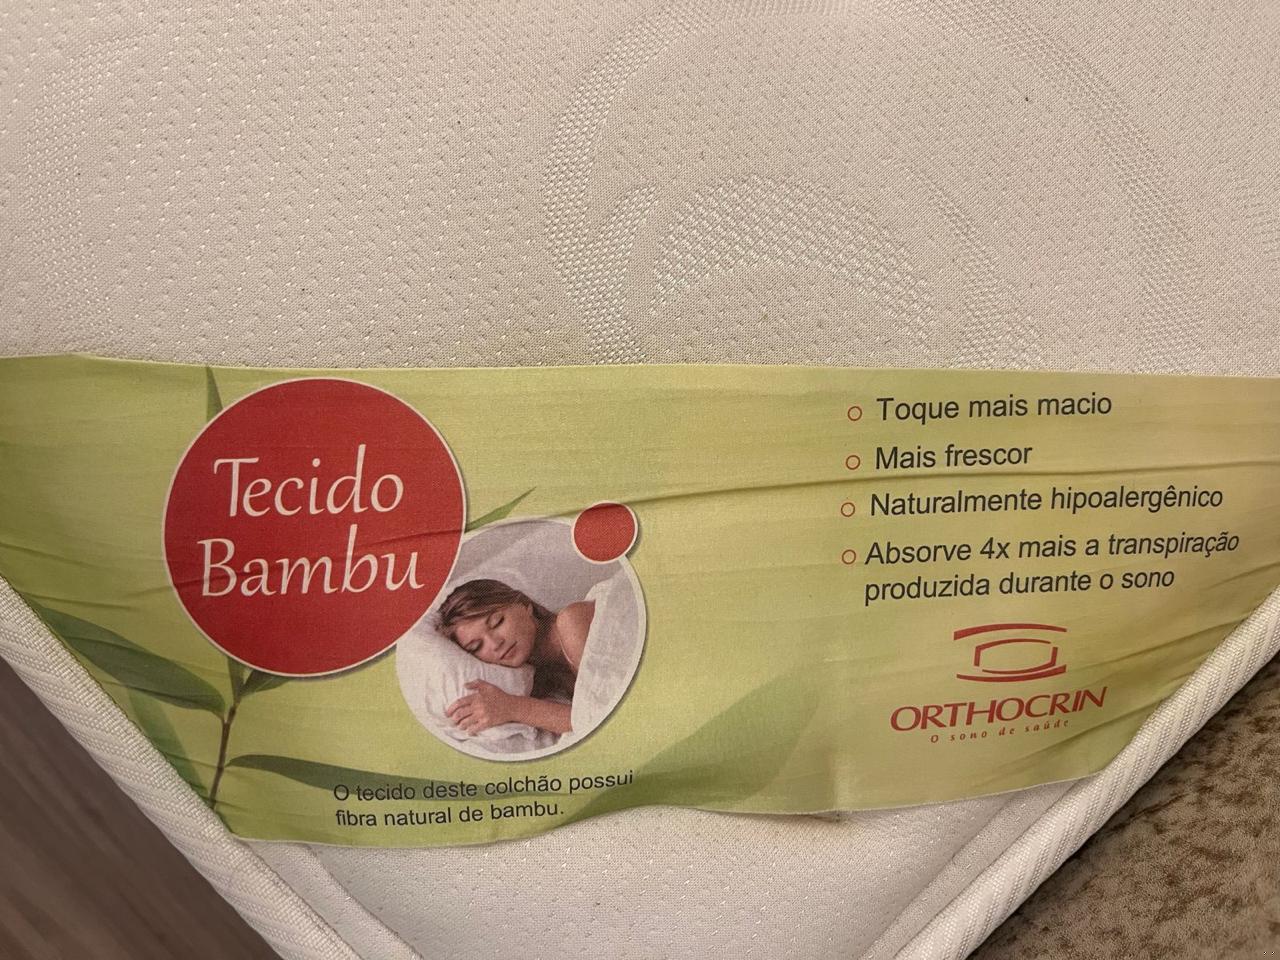 Tecido
Bambu
O tecido deste colchão possui
fibra natural de bambu.
Toque mais macio
Mais frescor
Naturalmente hipoalergênico
Absorve 4x mais a transpiração
produzida durante o sono
ORTHOCRIN
O sono de saúde